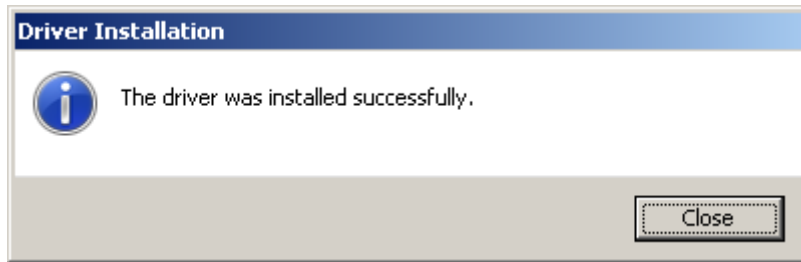 Driver Installation
The driver was installed successfully.
Close